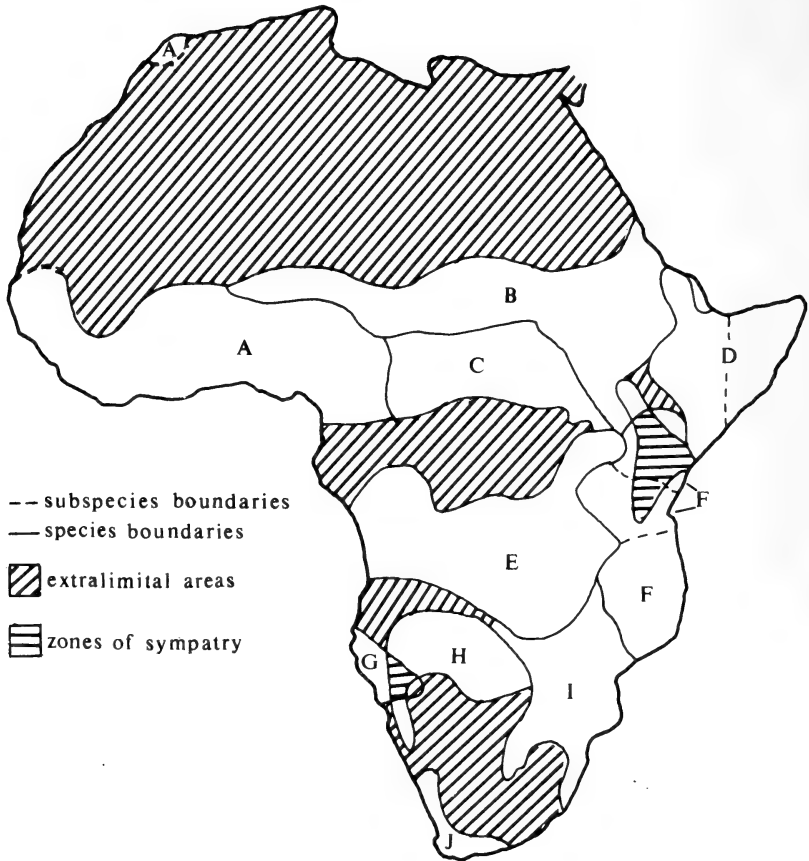 A
B
A
C
D
F
E
F
G
H
I
J
subspecies boundaries
species boundaries
extralimital areas
zones of sympatry